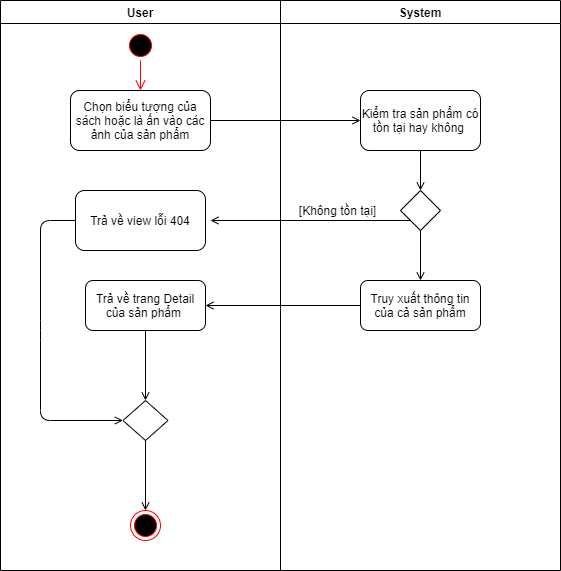 User
System
Chọn biểu tượng của
sách hoặc là ấn vào các
ảnh của sản phẩm
Kiểm tra sản phẩm có
tồn tại hay không
Trả về view lỗi 404
[Không tồn tại]
Trả về trang Detail
của sản phẩm
Truy xuất thông tin
của cả sản phẩm